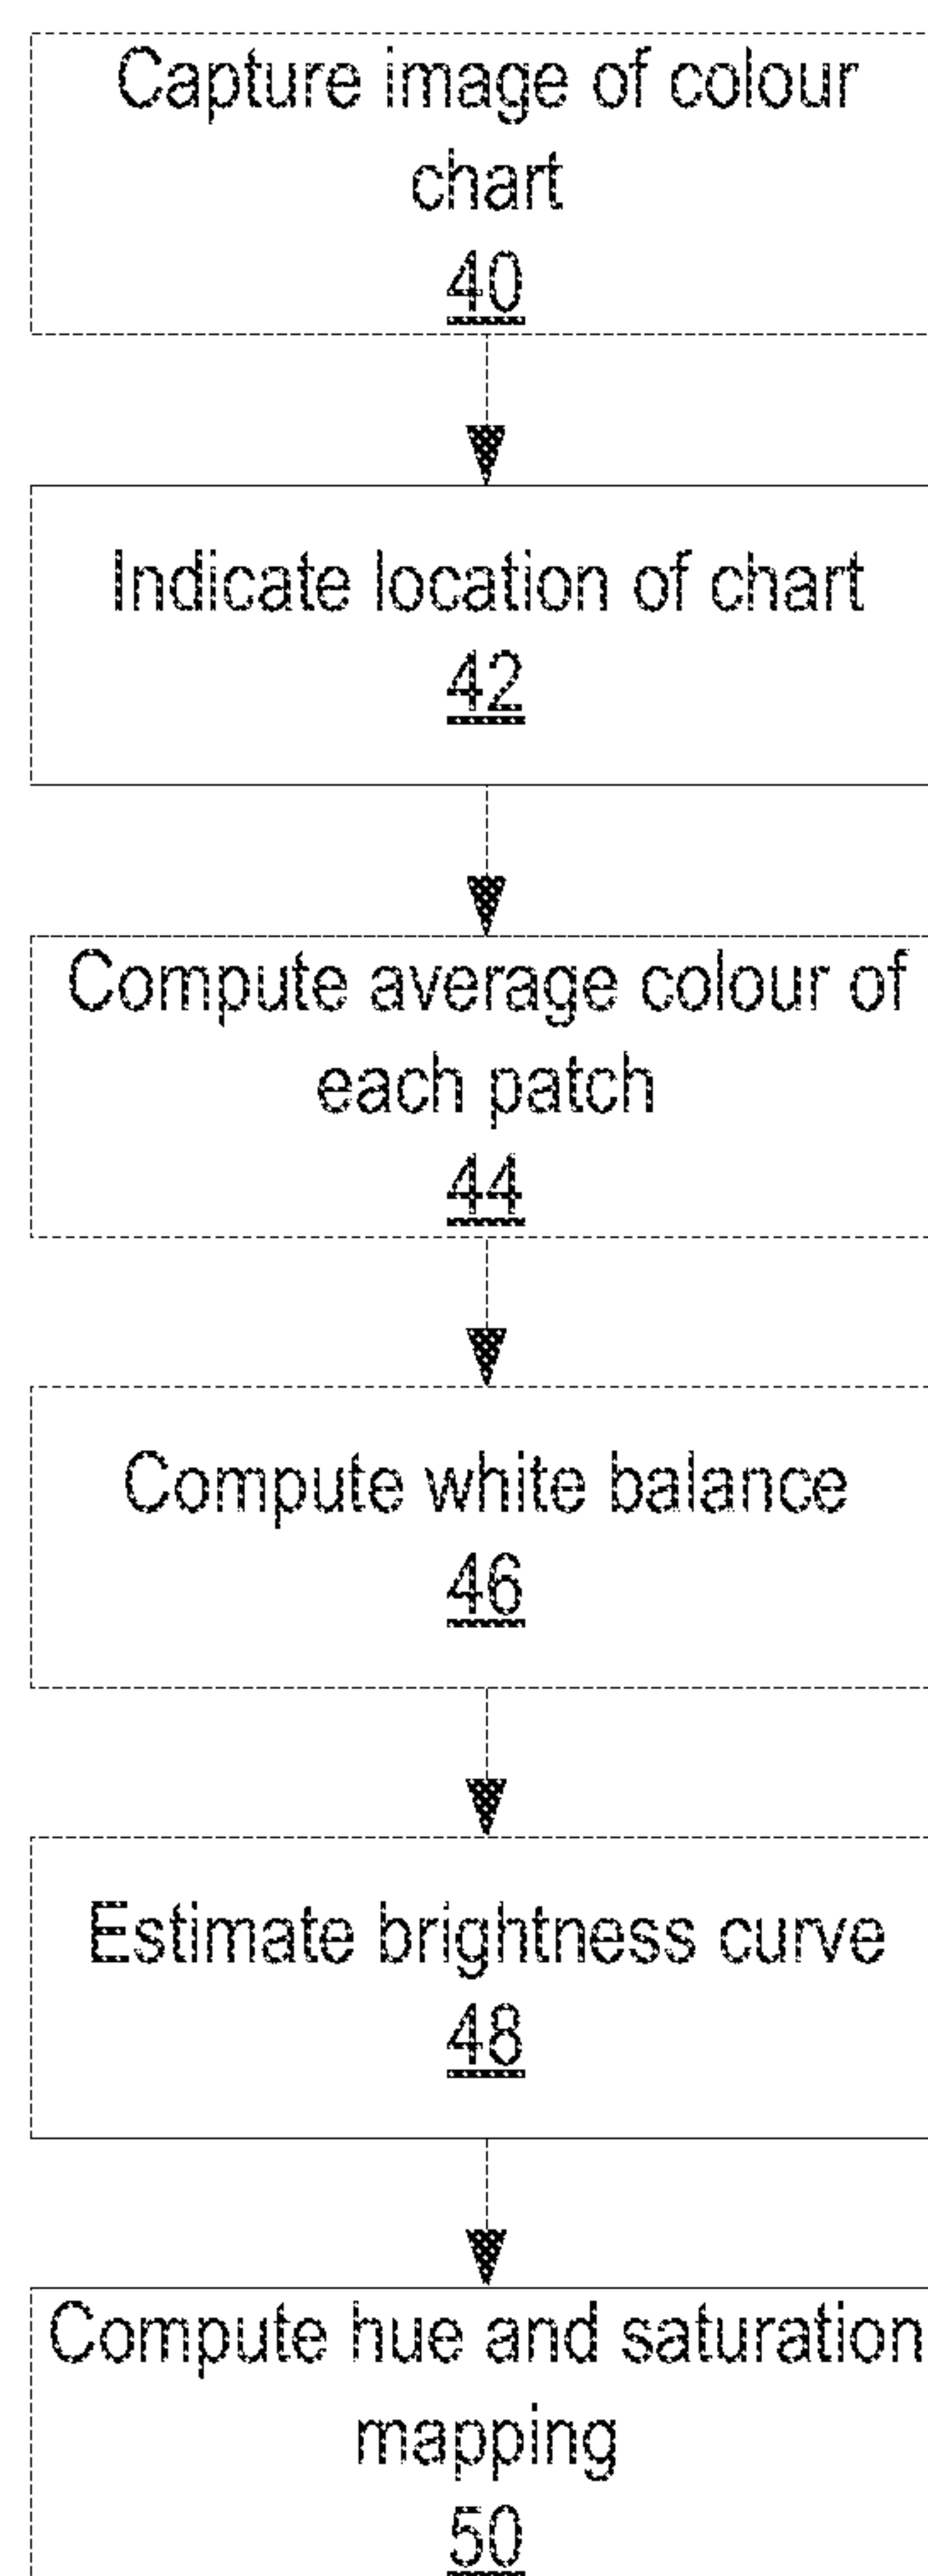 Capture image of colour
chart
40
Indicate location of chart
42
Compute average colour of
each patch
44
Compute white balance
46
Estimate brightness curve
48
Compute hue and saturation
mapping
50